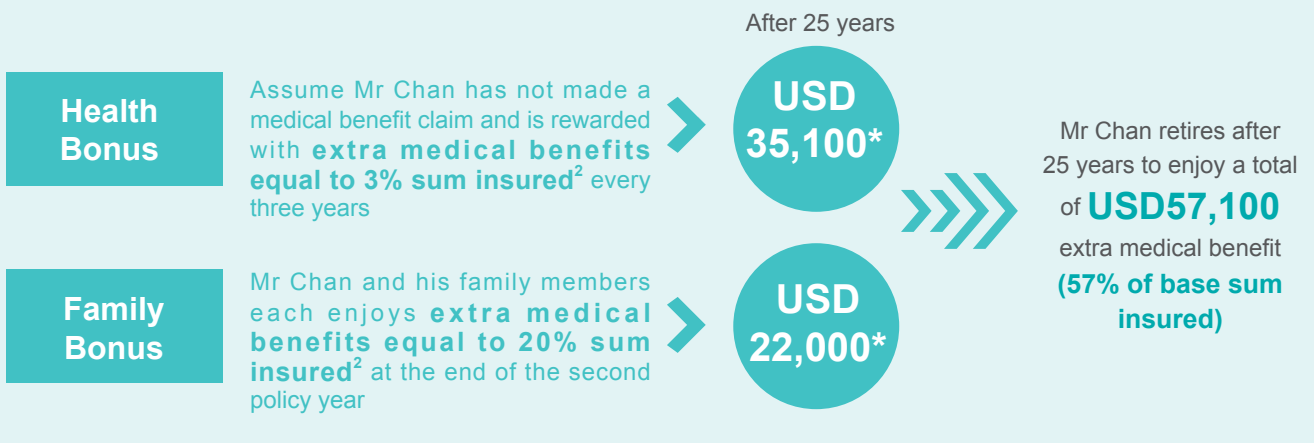 After 25 years
Health
Bonus
Assume Mr Chan has not made a
medical benefit claim and is rewarded
with extra medical benefits
equal to 3% sum insured² every
three years
USD
35,100*
Family
Bonus
Mr Chan and his family members
each enjoys extra medical
benefits equal to 20% sum
insured² at the end of the second
policy year
USD
22,000*
Mr Chan retires after
25 years to enjoy a total
of USD57,100
extra medical benefit
(57% of base sum
insured)